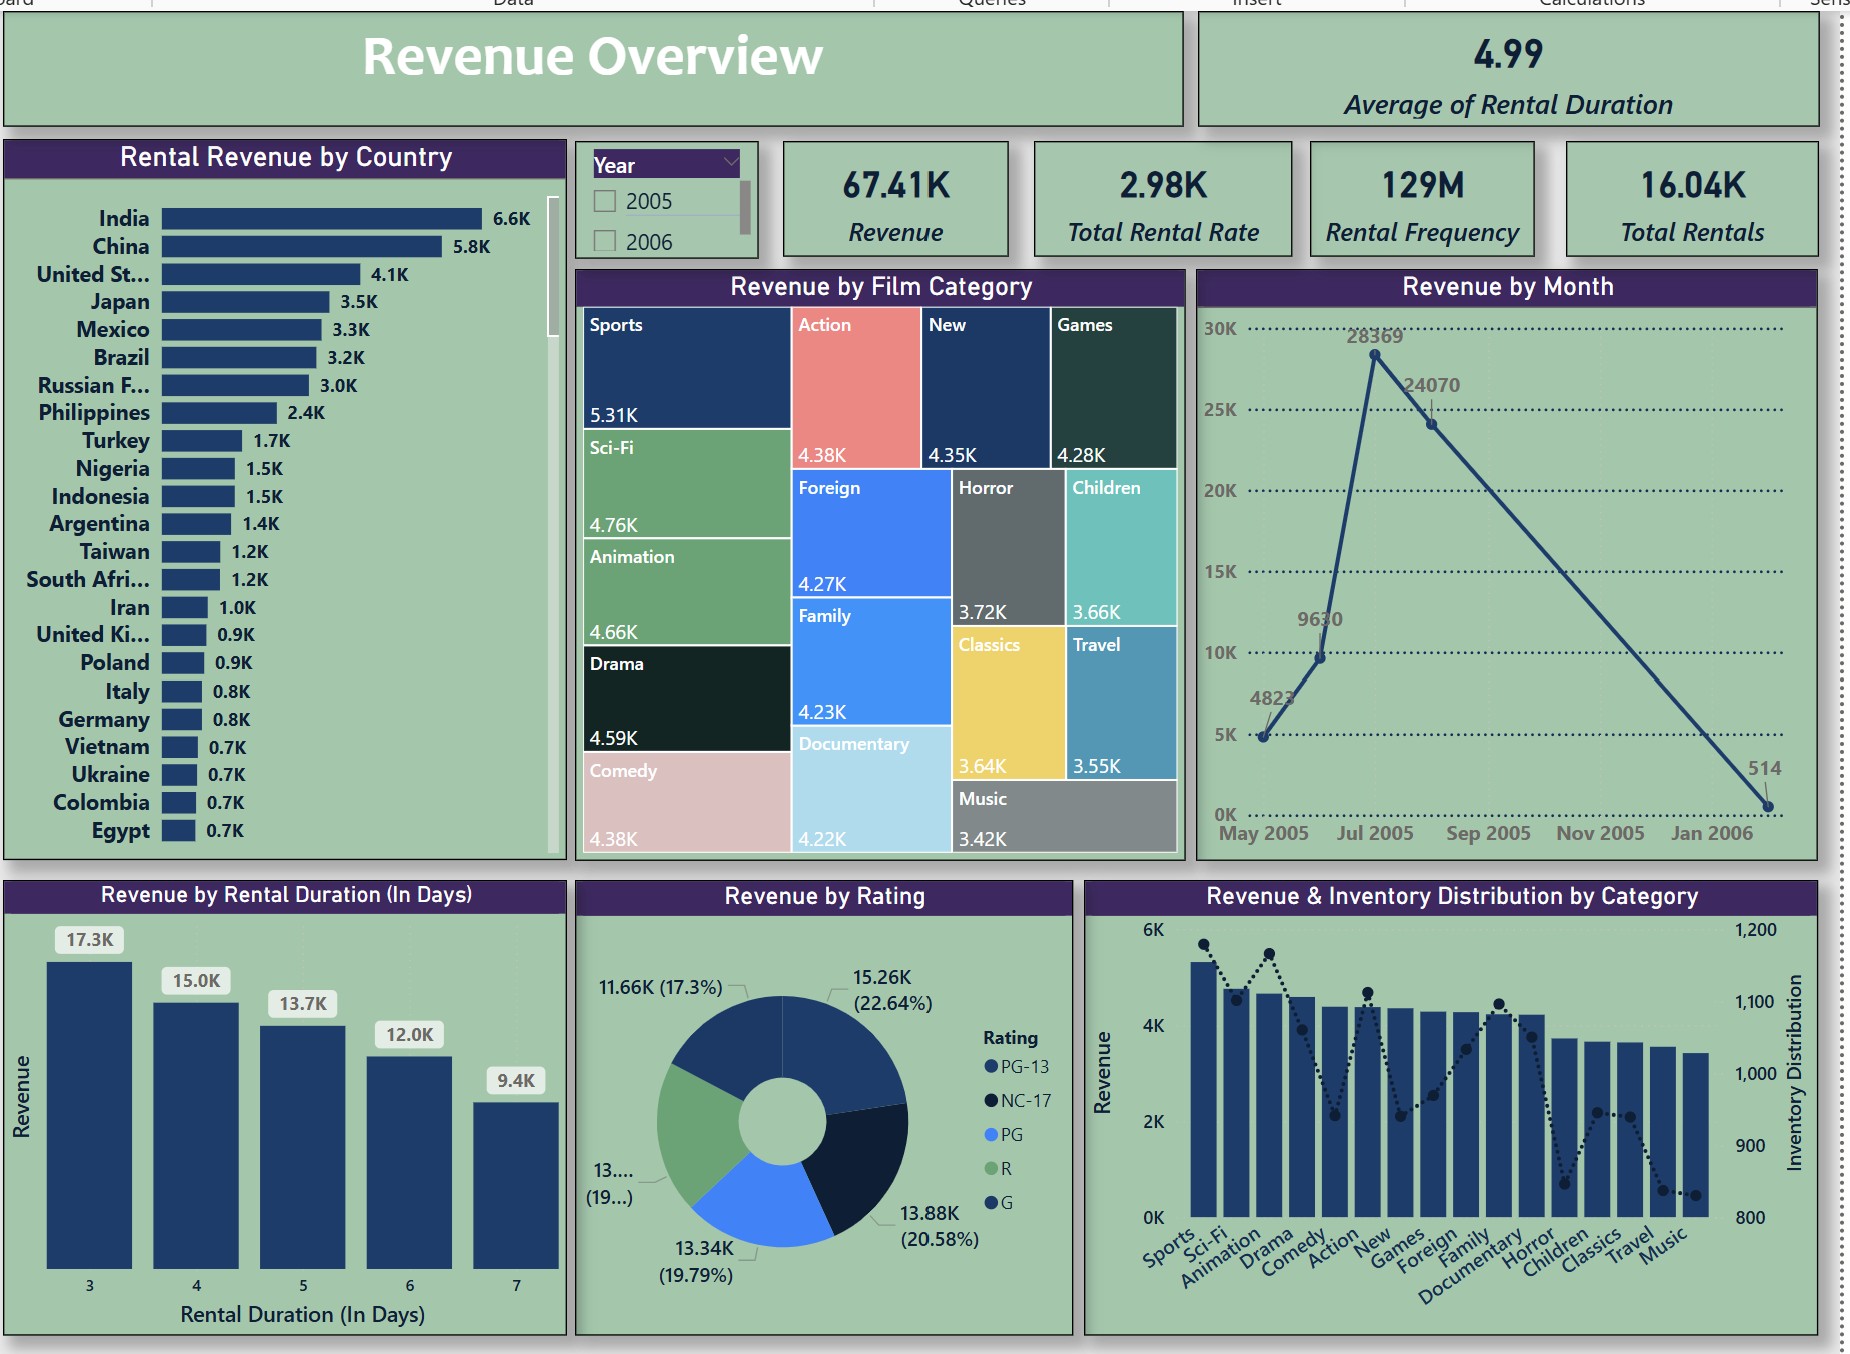 Data
Queries
Insert
Calculations
Revenue Overview
4.99
Average of Rental Duration
Rental Revenue by Country
India 6.6K
China 5.8K
United St... 4.1K
Japan 3.5K
Mexico 3.3K
Brazil 3.2K
Russian F... 3.0K
Philippines 2.4K
Turkey 1.7K
Nigeria 1.5K
Indonesia 1.5K
Argentina 1.4K
Taiwan 1.2K
South Afri... 1.2K
Iran 1.0K
United Ki... 0.9K
Poland 0.9K
Italy 0.8K
Germany 0.8K
Vietnam 0.7K
Ukraine 0.7K
Colombia 0.7K
Egypt 0.7K
Year
2005
2006
67.41K
Revenue
2.98K
Total Rental Rate
129M
Rental Frequency
16.04K
Total Rentals
Revenue by Film Category
Sports
5.31K
Sci-Fi
4.76K
Animation
4.66K
Drama
4.59K
Comedy
4.38K
Action
4.38K
New
4.35K
Games
4.28K
Foreign
4.27K
Family
4.23K
Documentary
4.22K
Horror
3.72K
Children
3.66K
Classics
3.64K
Travel
3.55K
Music
3.42K
Revenue by Month
30K
25K
20K
15K
10K
5K
0K
4823
9630
28369
24070
514
May 2005 Jul 2005 Sep 2005 Nov 2005 Jan 2006
Revenue by Rental Duration (In Days)
Revenue
17.3K
15.0K
13.7K
12.0K
9.4K
3 4 5 6 7
Rental Duration (In Days)
Revenue by Rating
11.66K (17.3%)
15.26K
(22.64%)
13....
(19...)
13.34K
(19.79%)
13.88K
(20.58%)
Rating
PG-13
NC-17
PG
R
G
Revenue & Inventory Distribution by Category
Revenue
6K
4K
2K
0K
1,200
1,100
1,000
900
800
Inventory Distribution
Sports
Sci-Fi
Animation
Drama
Comedy
Action
New
Games
Foreign
Family
Documentary
Horror
Children
Classics
Travel
Music